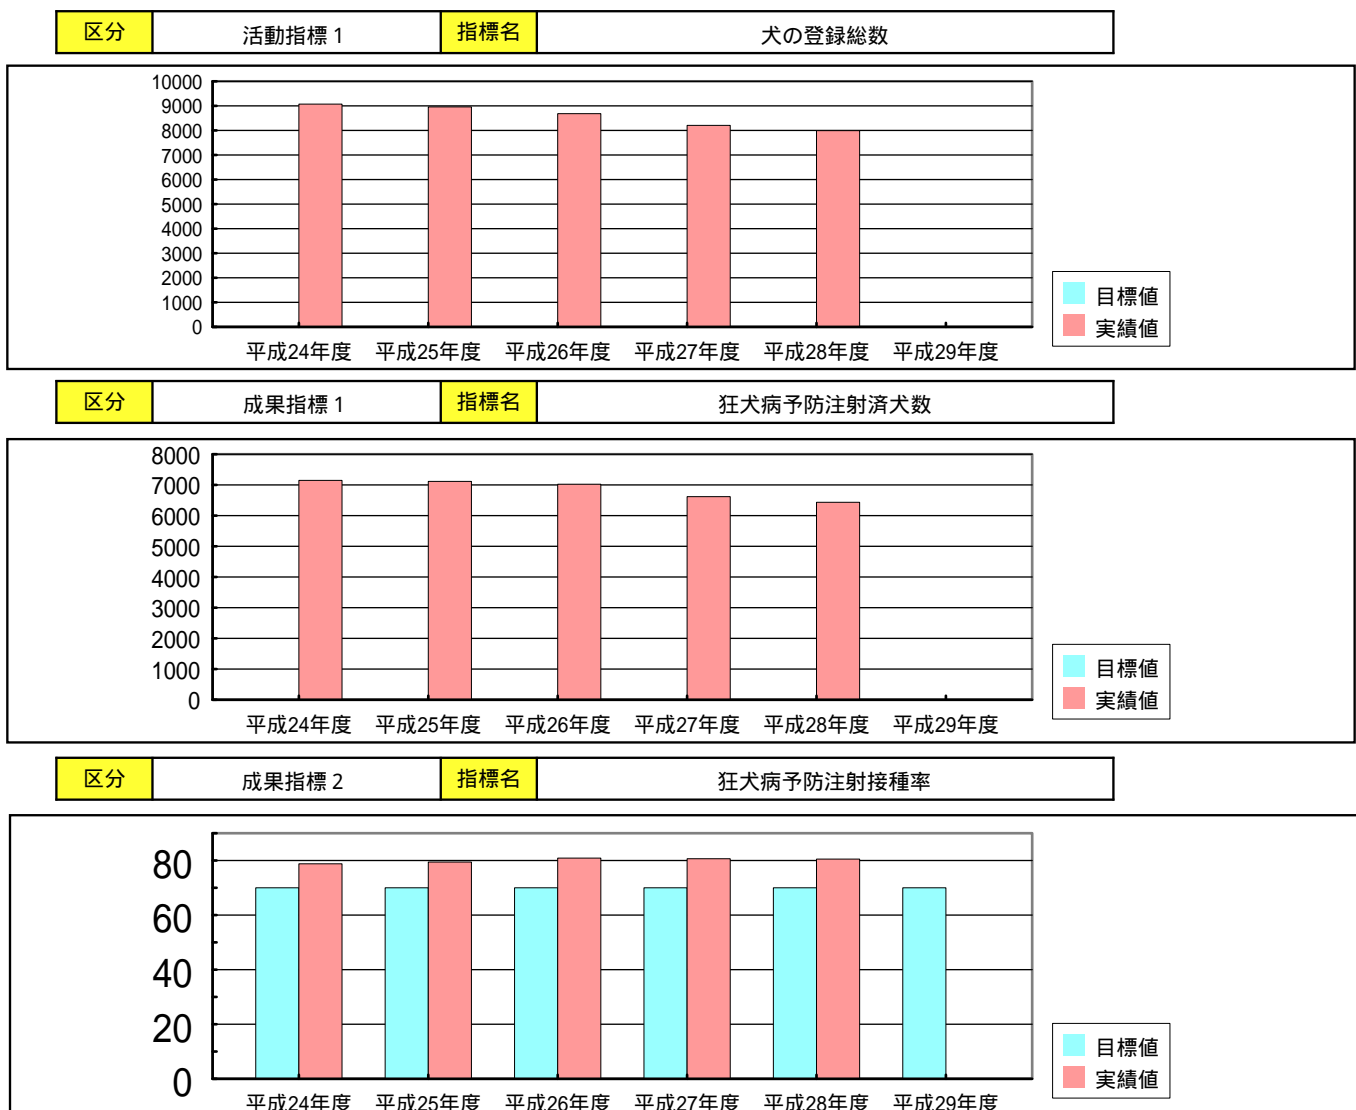 区分 活動指標１ 指標名 犬の登録総数
10000
9000
8000
7000
6000
5000
4000
3000
2000
1000
0
平成24年度 平成25年度 平成26年度 平成27年度 平成28年度 平成29年度
目標値
実績値
区分 成果指標１ 指標名 狂犬病予防注射済犬数
8000
7000
6000
5000
4000
3000
2000
1000
0
平成24年度 平成25年度 平成26年度 平成27年度 平成28年度 平成29年度
目標値
実績値
区分 成果指標２ 指標名 狂犬病予防注射接種率
80
60
40
20
0
平成24年度 平成25年度 平成26年度 平成27年度 平成28年度 平成29年度
目標値
実績値